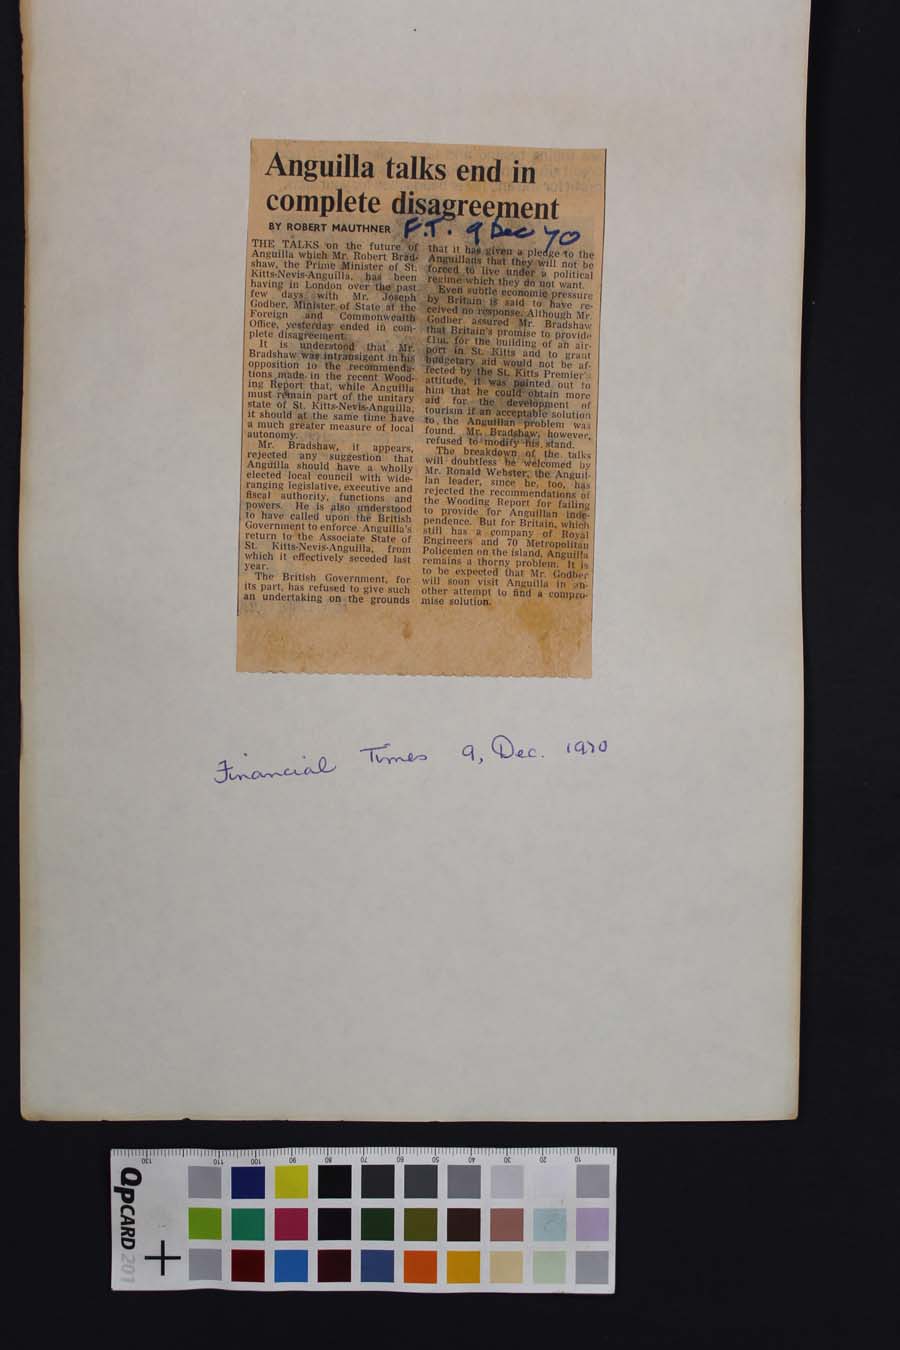 Anguilla talks end in
complete disagreement
BY ROBERT MAUTHNER F.T. 9 Dec 70
THE TALKS on the future of
Anguilla which Mr. Robert Brad-
shaw, the Prime Minister of St.
Kitts-Nevis-Anguilla, has been
having in London over the past
few days with Mr. Joseph
Godber, Minister of State at the
Foreign and Commonwealth
Office, yesterday ended in com-
plete disagreement.
It is understood that Mr.
Bradshaw was intransigent in his
opposition to the recommenda-
tions made in the recent Wood-
ing Report that, while Anguilla
must remain part of the unitary
state of St. Kitts-Nevis-Anguilla,
it should at the same time have
a much greater measure of local
autonomy.
Mr. Bradshaw, it appears,
rejected any suggestion that
Anguilla should have a wholly
elected local council with wide-
ranging legislative, executive and
fiscal authority, functions and
powers. He is also understood
to have called upon the British
Government to enforce Anguilla's
return to the Associate State of
St. Kitts-Nevis-Anguilla, from
which it effectively seceded last
year.
The British Government, for
its part, has refused to give such
an undertaking on the grounds
that it has given a pledge to the
Anguillans that they will not be
forced to live under a political
regime which they do not want.
Even subtle economic pressure
by Britain is said to have re-
ceived no response. Although Mr.
Godber assured Mr. Bradshaw
that Britain's promise to provide
for the building of an air-
port in St. Kitts and to grant
budgetary aid would not be af-
fected by the St. Kitts Premier's
attitude, it was pointed out to
him that he could obtain more
aid for the development of
tourism if an acceptable solution
to the Anguillan problem was
found. Mr. Bradshaw, however,
refused to modify his stand.
The breakdown of the talks
will doubtless be welcomed by
Mr. Ronald Webster, the Anguil-
lan leader, since he, too, has
rejected the recommendations of
the Wooding Report for failing
to provide for Anguillan inde-
pendence. But for Britain, which
still has a company of Royal
Engineers and 70 Metropolitan
Policemen on the island, Anguilla
remains a thorny problem. It is
to be expected that Mr. Godber
will soon visit Anguilla in an-
other attempt to find a compro-
mise solution.
Financial Times 9, Dec. 1970
130 110 100 90 80 70 60 50 40 30 20 10
QPCARD 201